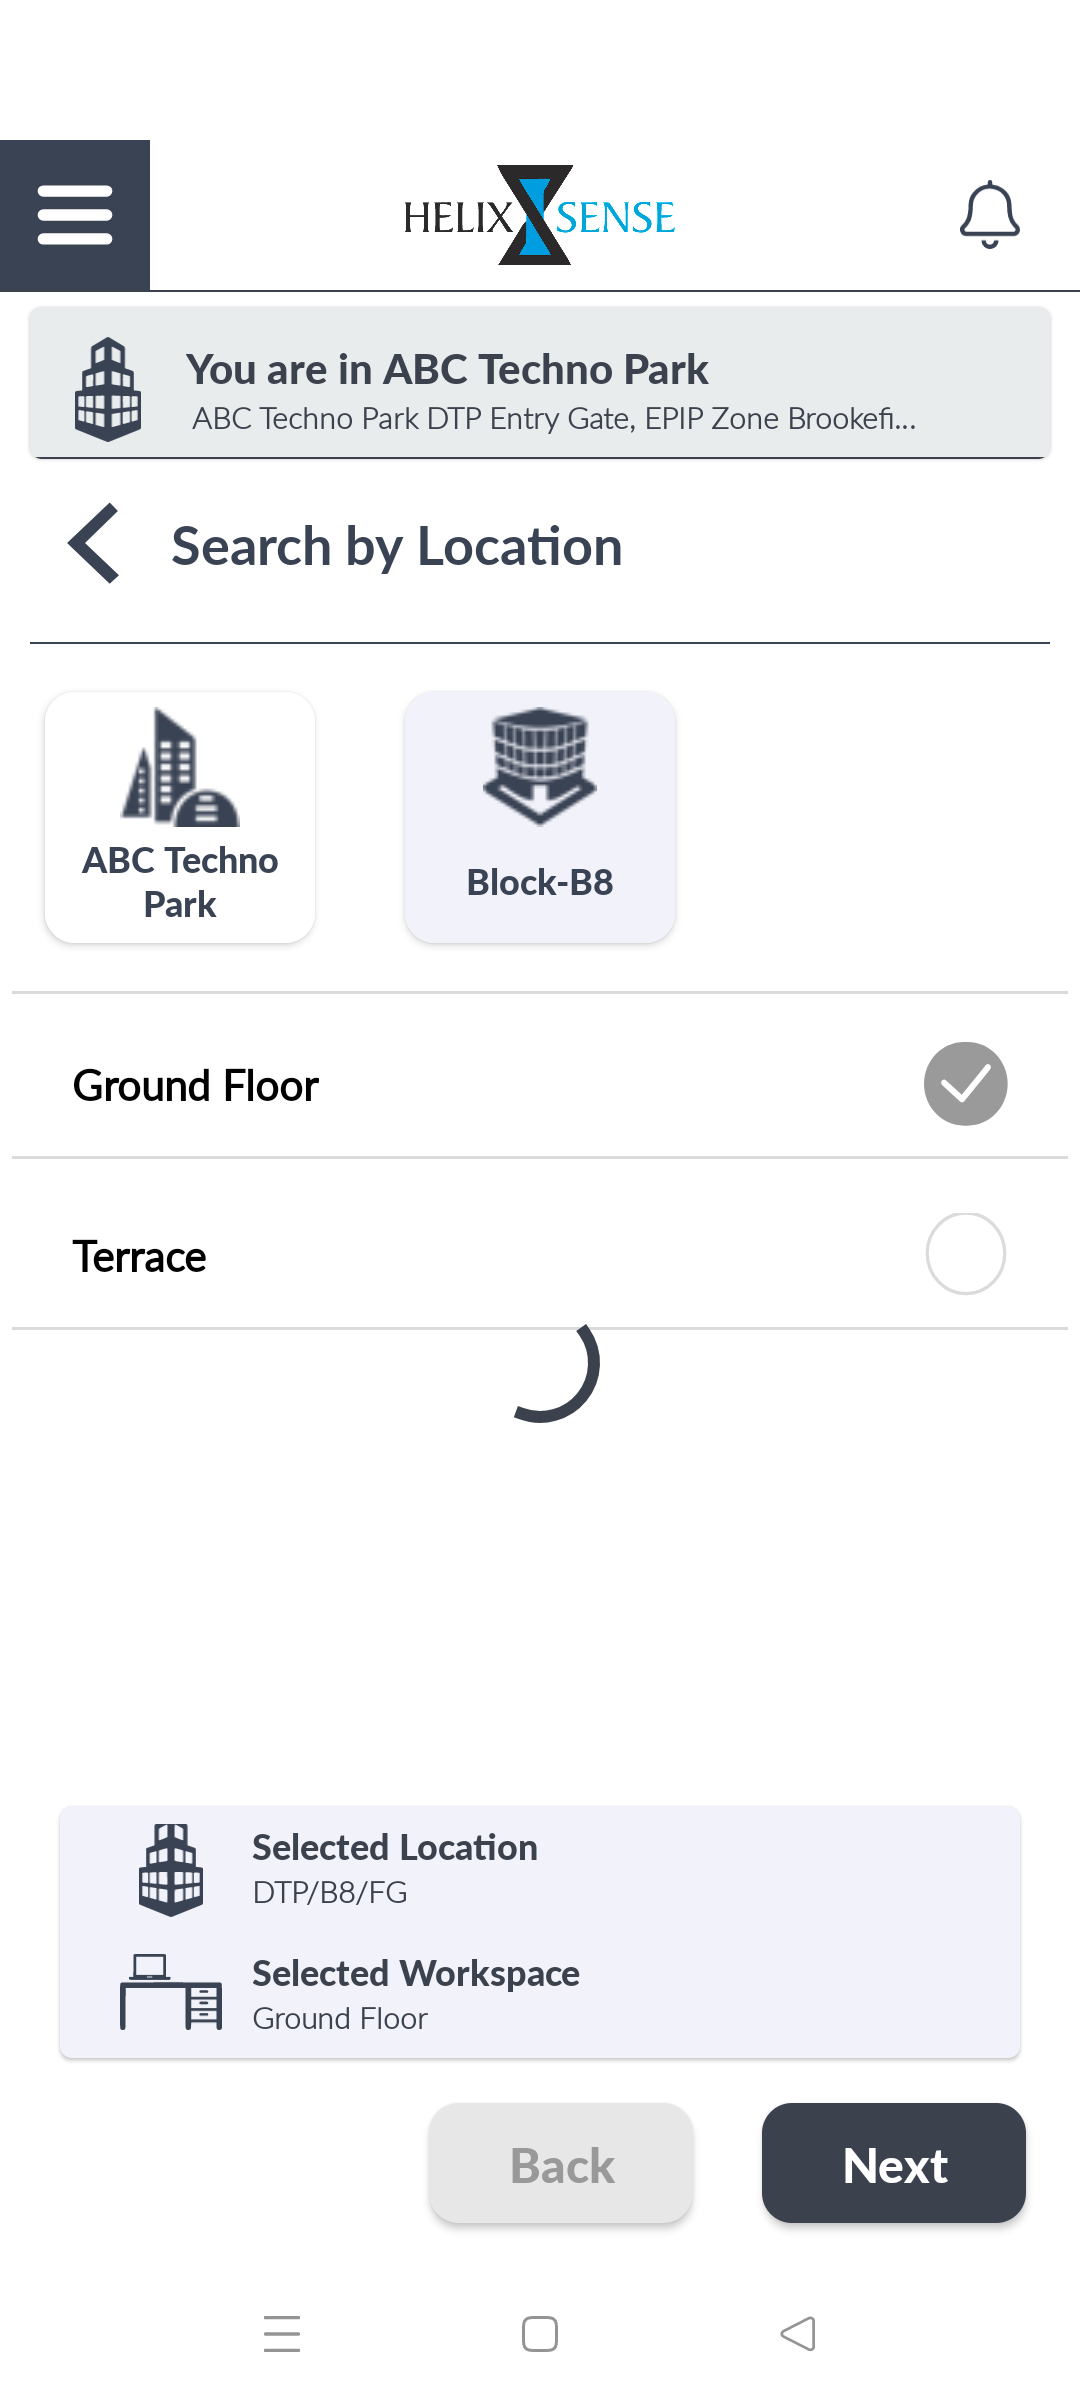 HELIX SENSE
You are in ABC Techno Park
ABC Techno Park DTP Entry Gate, EPIP Zone Brookefi...
Search by Location
ABC Techno
Park
Block-B8
Ground Floor
Terrace
Selected Location
DTP/B8/FG
Selected Workspace
Ground Floor
Back
Next